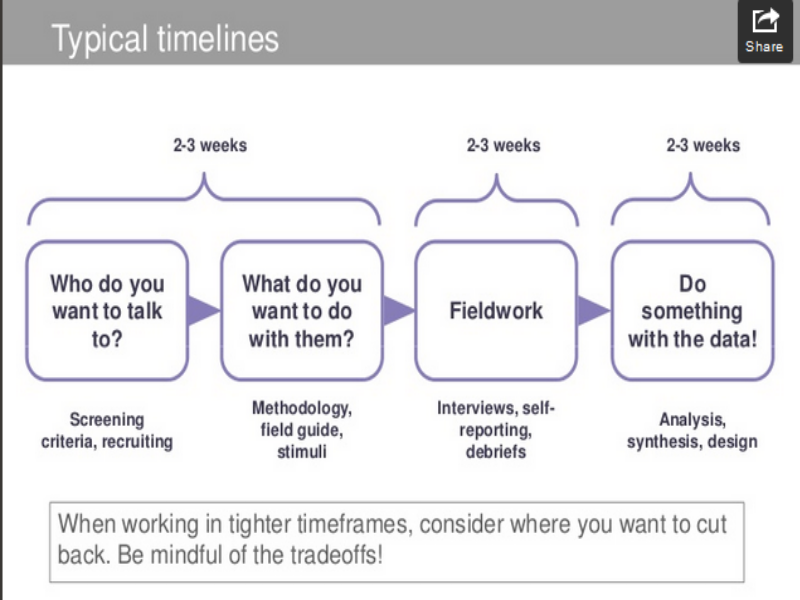 Typical timelines
Share
2-3 weeks
2-3 weeks
2-3 weeks
Who do you
want to talk
to?
What do you
want to do
with them?
Fieldwork
Do
something
with the data!
Screening
criteria, recruiting
Methodology,
field guide,
stimuli
Interviews, self-
reporting,
debriefs
Analysis,
synthesis, design
When working in tighter timeframes, consider where you want to cut
back. Be mindful of the tradeoffs!